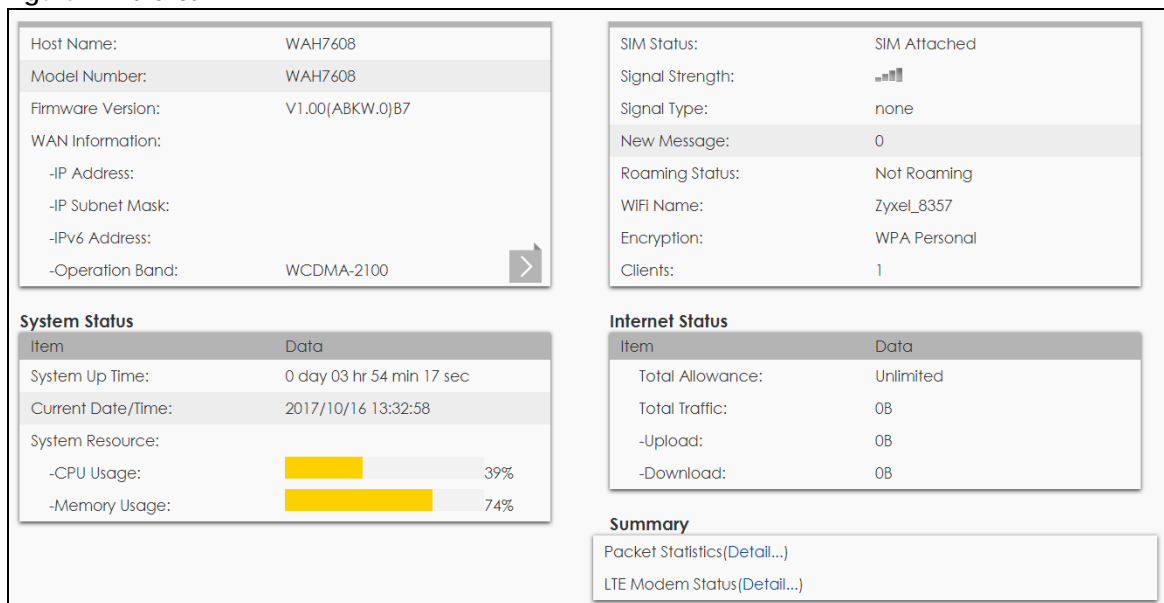 Host Name: WAH7608
Model Number: WAH7608
Firmware Version: V1.00(ABKW.0)B7
WAN Information:
-IP Address:
-IP Subnet Mask:
-IPv6 Address:
-Operation Band: WCDMA-2100
SIM Status: SIM Attached
Signal Strength:
Signal Type: none
New Message: 0
Roaming Status: Not Roaming
WiFi Name: Zyxel_8357
Encryption: WPA Personal
Clients: 1
System Status
Item Data
System Up Time: 0 day 03 hr 54 min 17 sec
Current Date/Time: 2017/10/16 13:32:58
System Resource:
-CPU Usage: 39%
-Memory Usage: 74%
Internet Status
Item Data
Total Allowance: Unlimited
Total Traffic: 0B
-Upload: 0B
-Download: 0B
Summary
Packet Statistics(Detail...)
LTE Modem Status(Detail...)